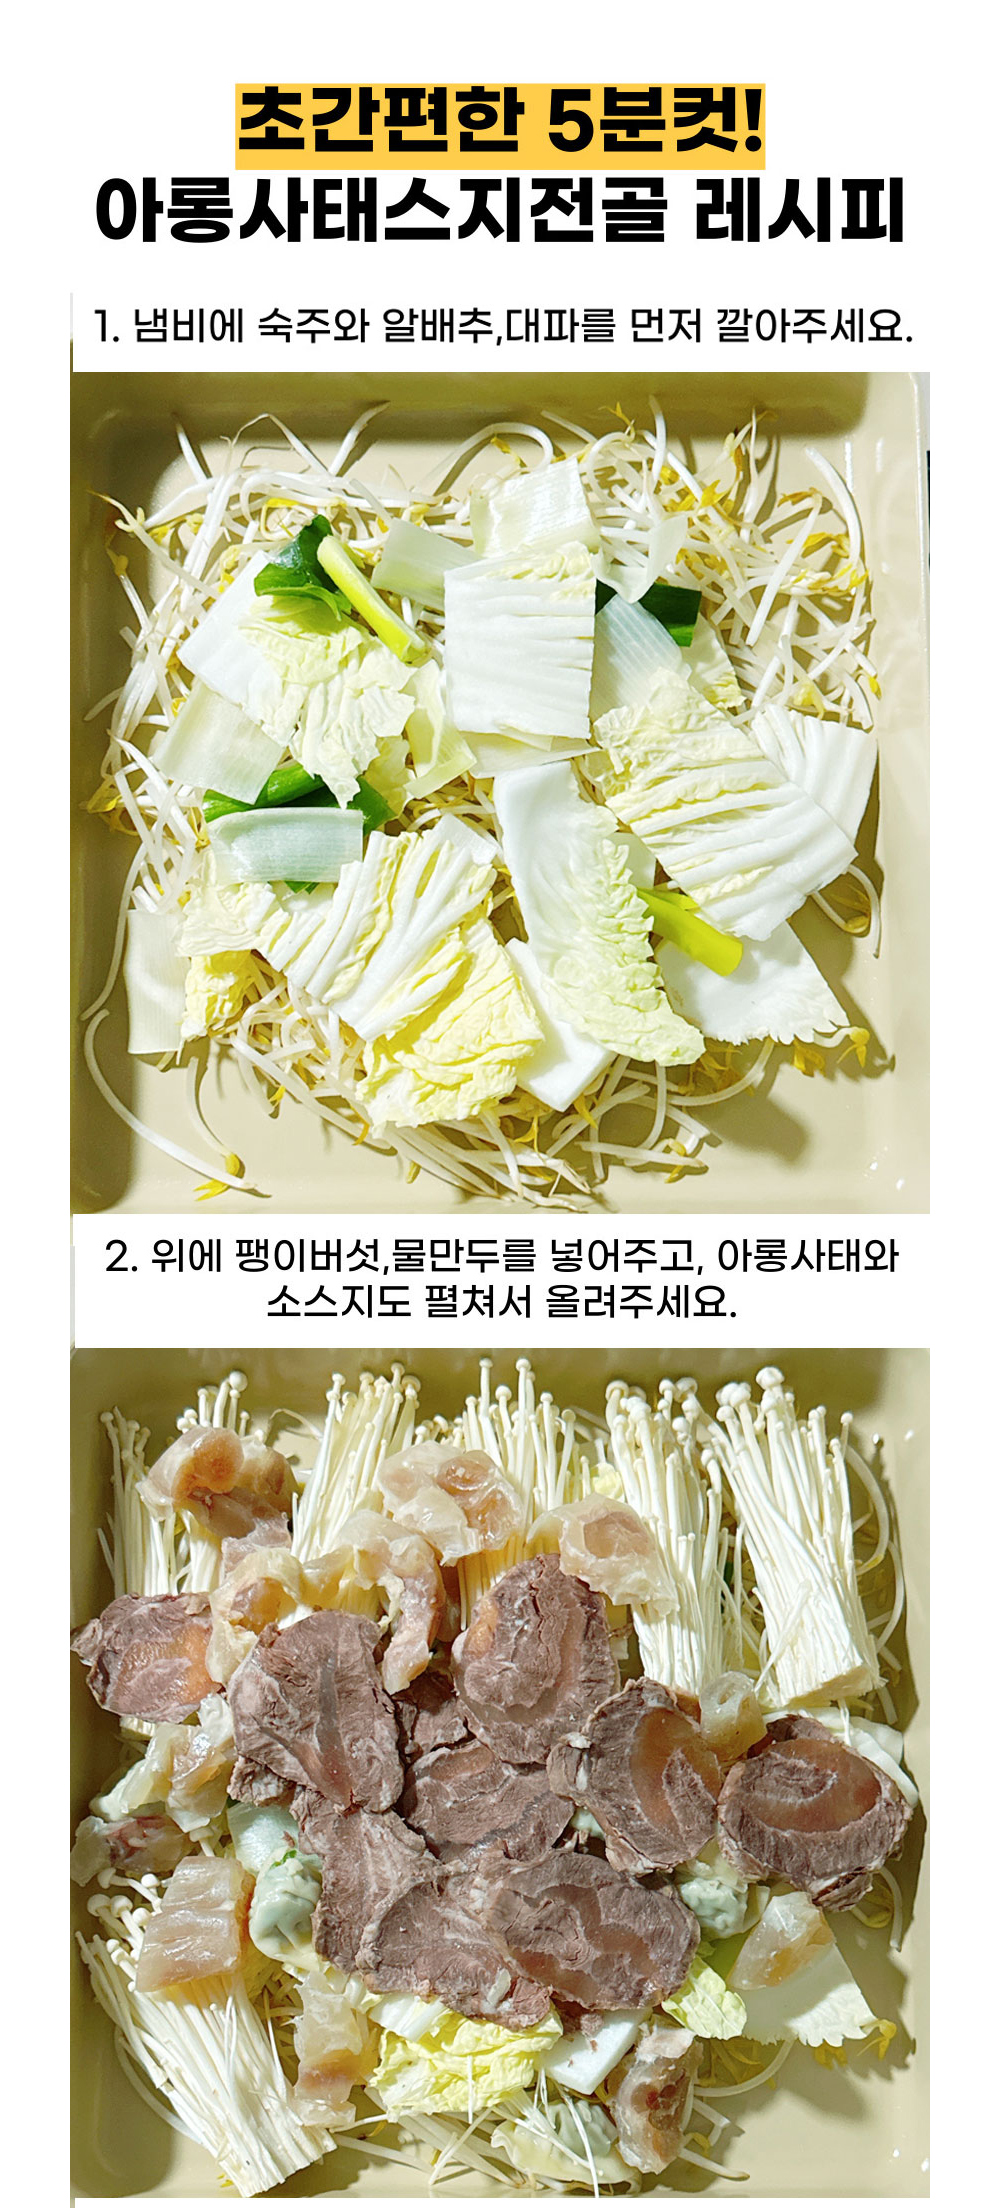 초간편한 5분컷!
아롱사태스지전골 레시피
1. 냄비에 숙주와 알배추,대파를 먼저 깔아주세요.
2. 위에 팽이버섯,물만두를 넣어주고, 아롱사태와
소스지도 펼쳐서 올려주세요.